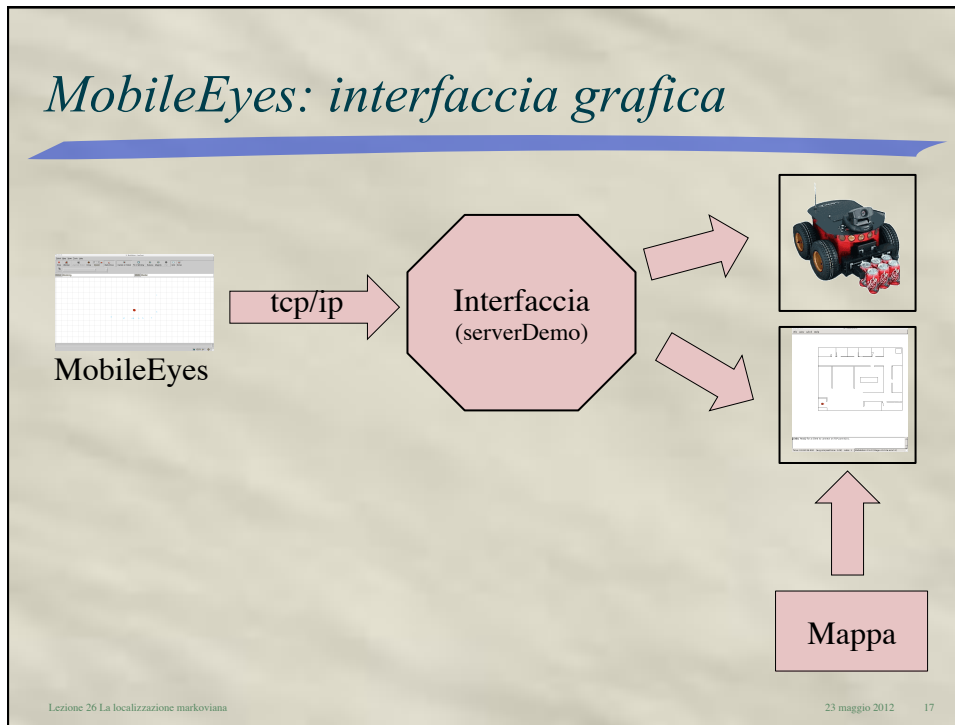 MobileEyes: interfaccia grafica
tcp/ip
Interfaccia
(serverDemo)
MobileEyes
Mappa
Lezione 26 La localizzazione markoviana
23 maggio 2012
17